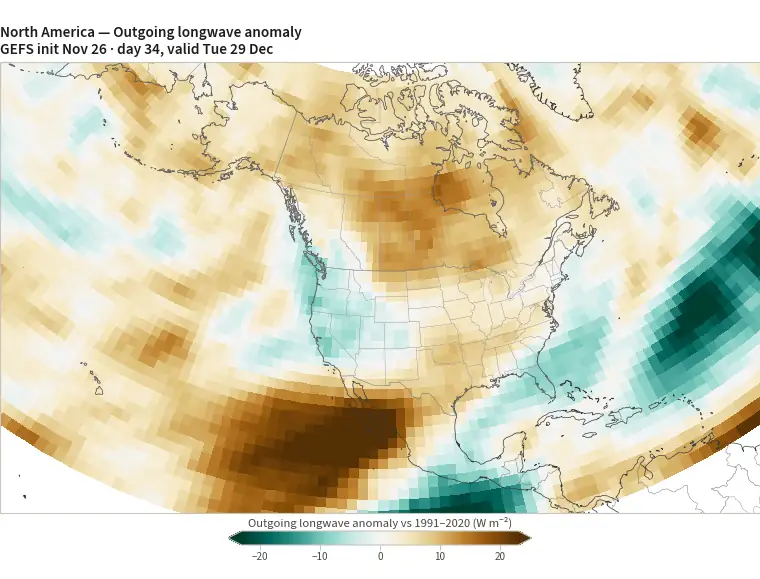 North America — Outgoing longwave anomaly
GEFS init Nov 26 · day 34, valid Tue 29 Dec
Outgoing longwave anomaly vs 1991–2020 (W m⁻²)
−20 −10 0 10 20